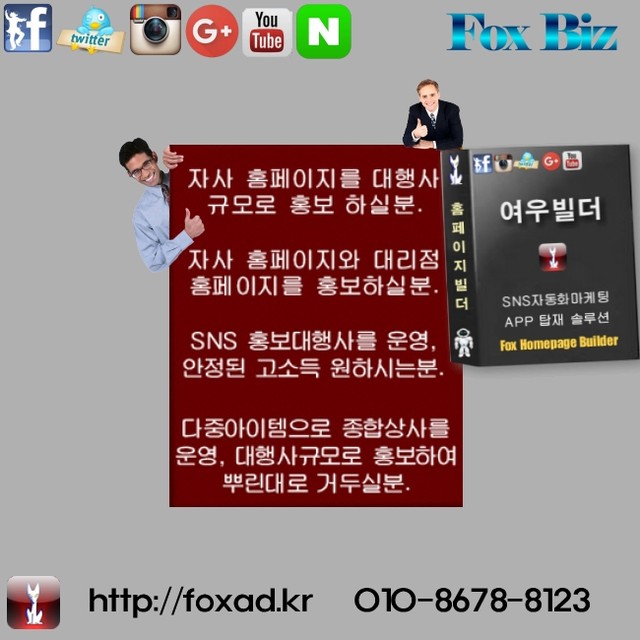 f
twitter
G+
You
Tube
N
Fox Biz
자사 홈페이지를 대행사
규모로 홍보 하실분.
자사 홈페이지와 대리점
홈페이지를 홍보하실분.
SNS 홍보대행사를 운영,
안정된 고소득 원하시는분.
다중아이템으로 종합상사를
운영, 대행사규모로 홍보하여
뿌린대로 거두실분.
홈페이지빌더
f
G+
You
Tube
여우빌더
SNS자동화마케팅
APP 탑재 솔루션
Fox Homepage Builder
http://foxad.kr 010-8678-8123